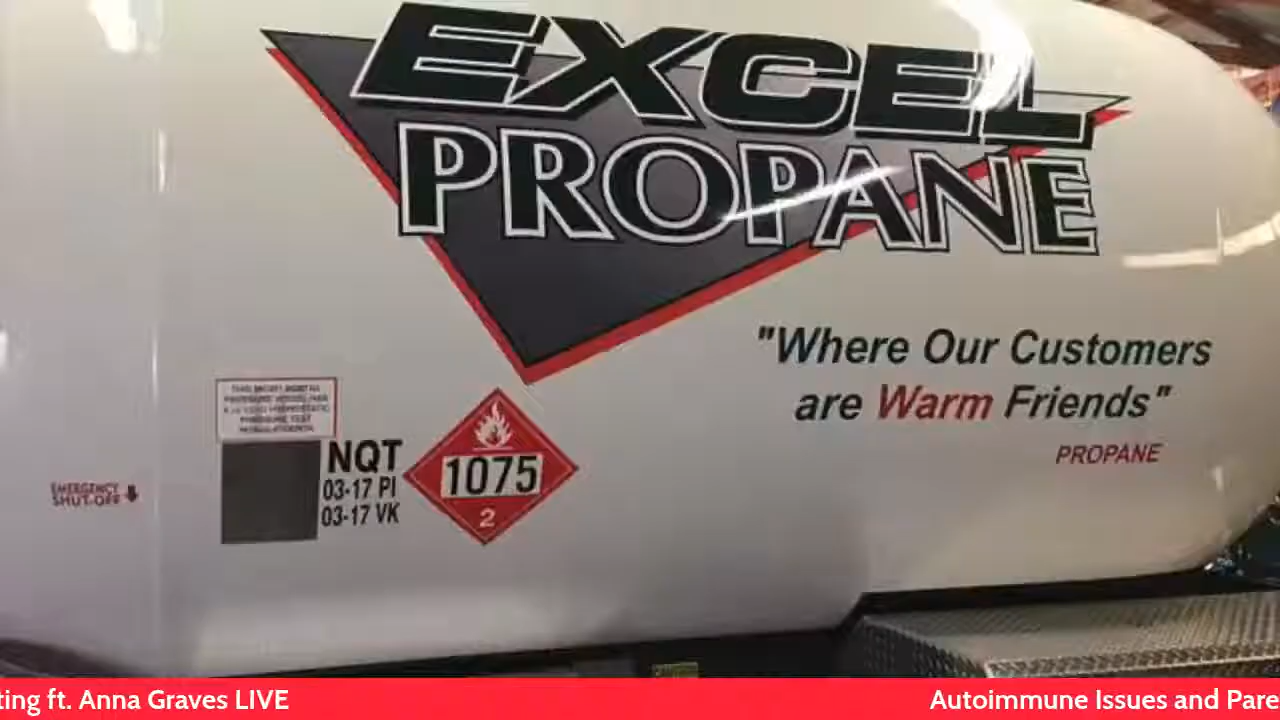 EXCEL
PROPANE
"Where Our Customers
are Warm Friends"
PROPANE
NQT
03-17 PI
03-17 VK
1075
2
EMERGENCY
SHUT-OFF
ting ft. Anna Graves LIVE
Autoimmune Issues and Pare